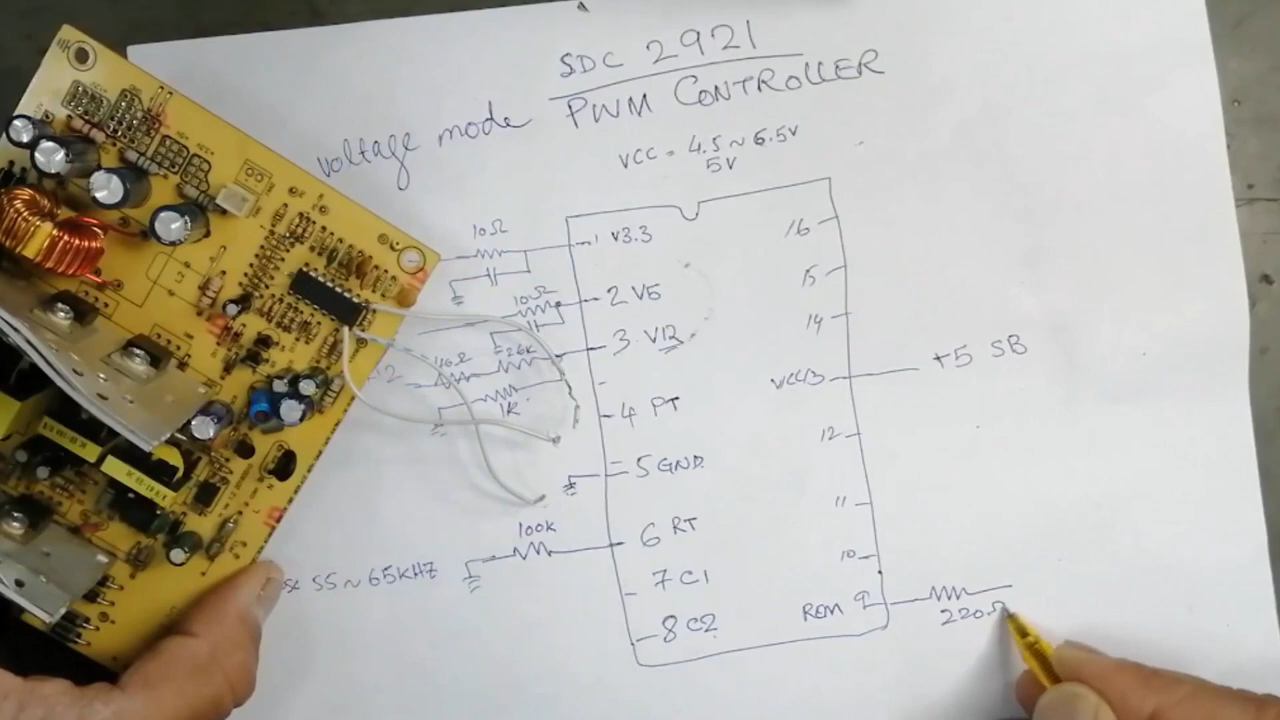 SDC 2921
voltage mode PWM CONTROLLER
VCC = 4.5 ~ 6.5V
5V
10Ω
1 V3.3
16
10Ω
2 V5
15
3 V12
14
26K
1K
4 PT
VCC13
+5 SB
12
5 GND
11
100K
6 RT
10
55 ~ 65KHZ
7 C1
8 C2
REM 9
220Ω